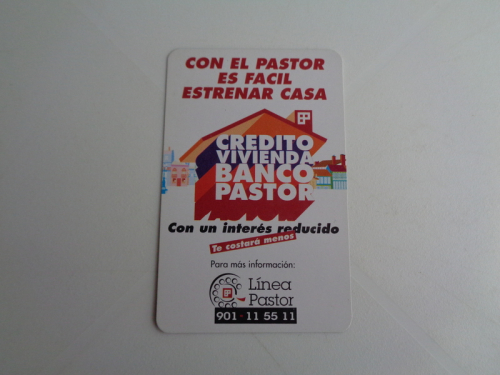 CON EL PASTOR
ES FACIL
ESTRENAR CASA
CREDITO
VIVIENDA
BANCO
PASTOR
Con un interés reducido
Te costará menos
Para más información:
Línea
Pastor
901 · 11 55 11